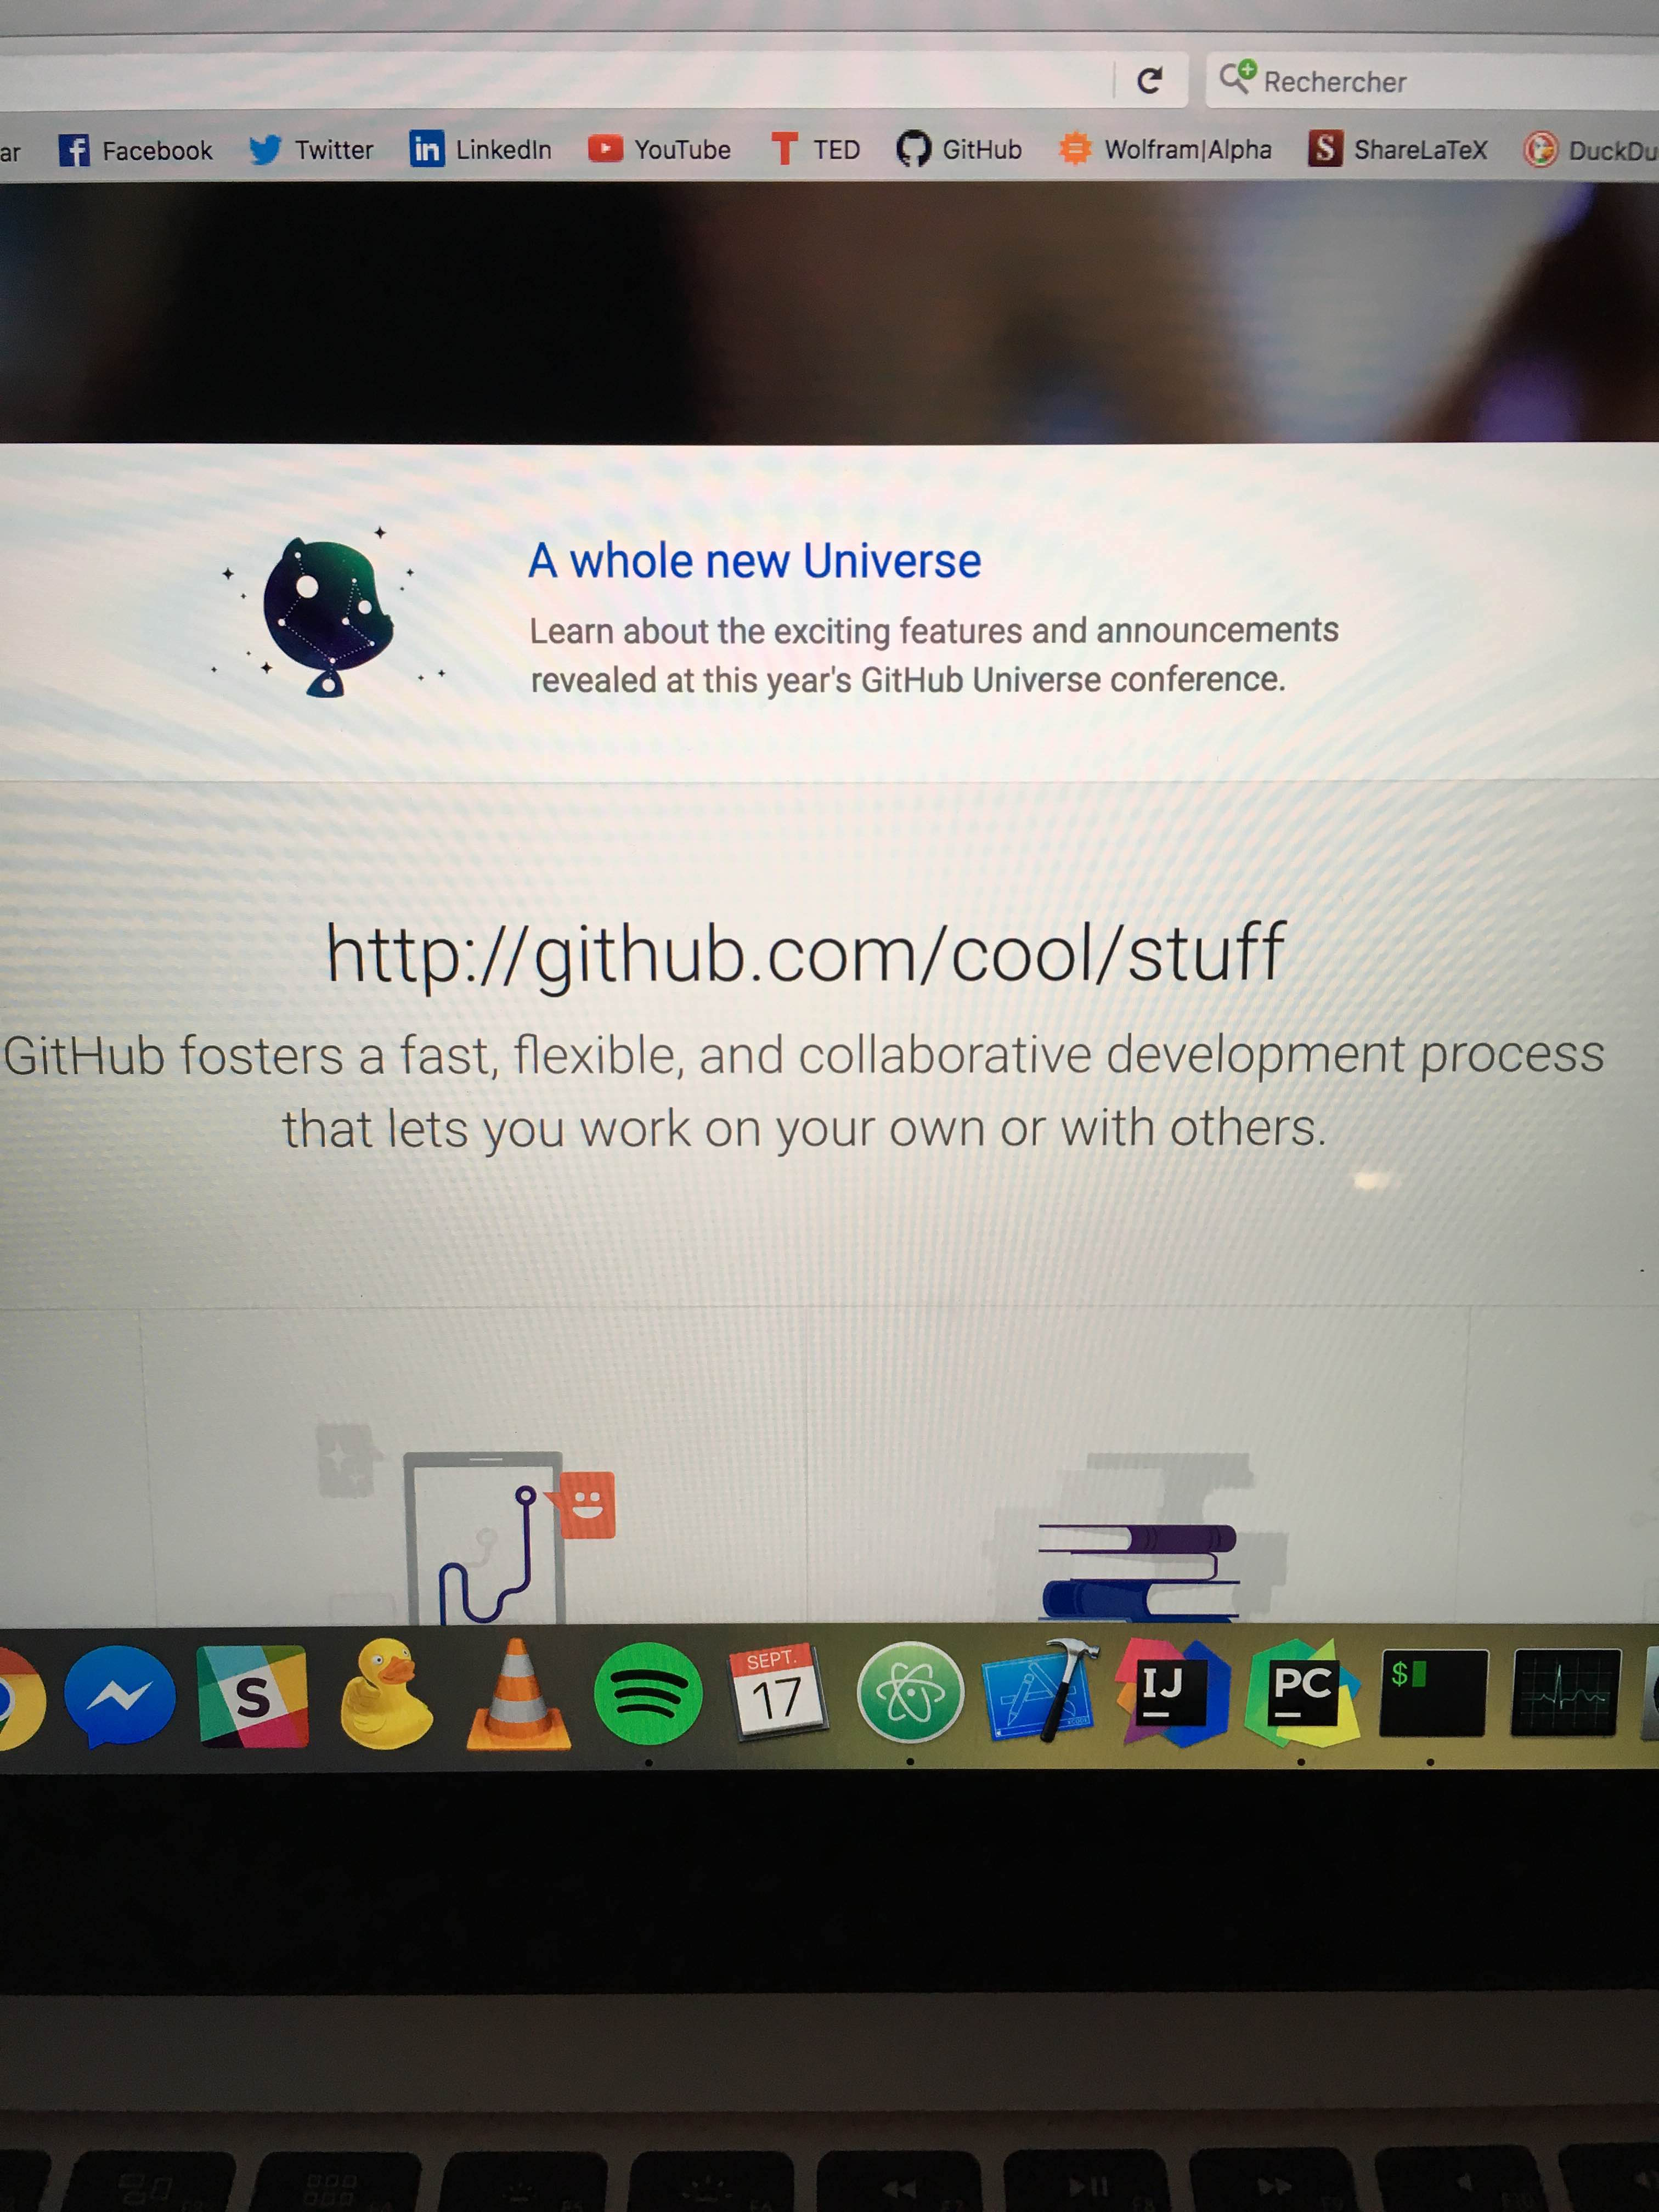 Rechercher
ar Facebook Twitter LinkedIn YouTube TED GitHub Wolfram|Alpha ShareLaTeX DuckDu
A whole new Universe
Learn about the exciting features and announcements
revealed at this year's GitHub Universe conference.
http://github.com/cool/stuff
GitHub fosters a fast, flexible, and collaborative development process
that lets you work on your own or with others.
S SEPT. 17 IJ PC $